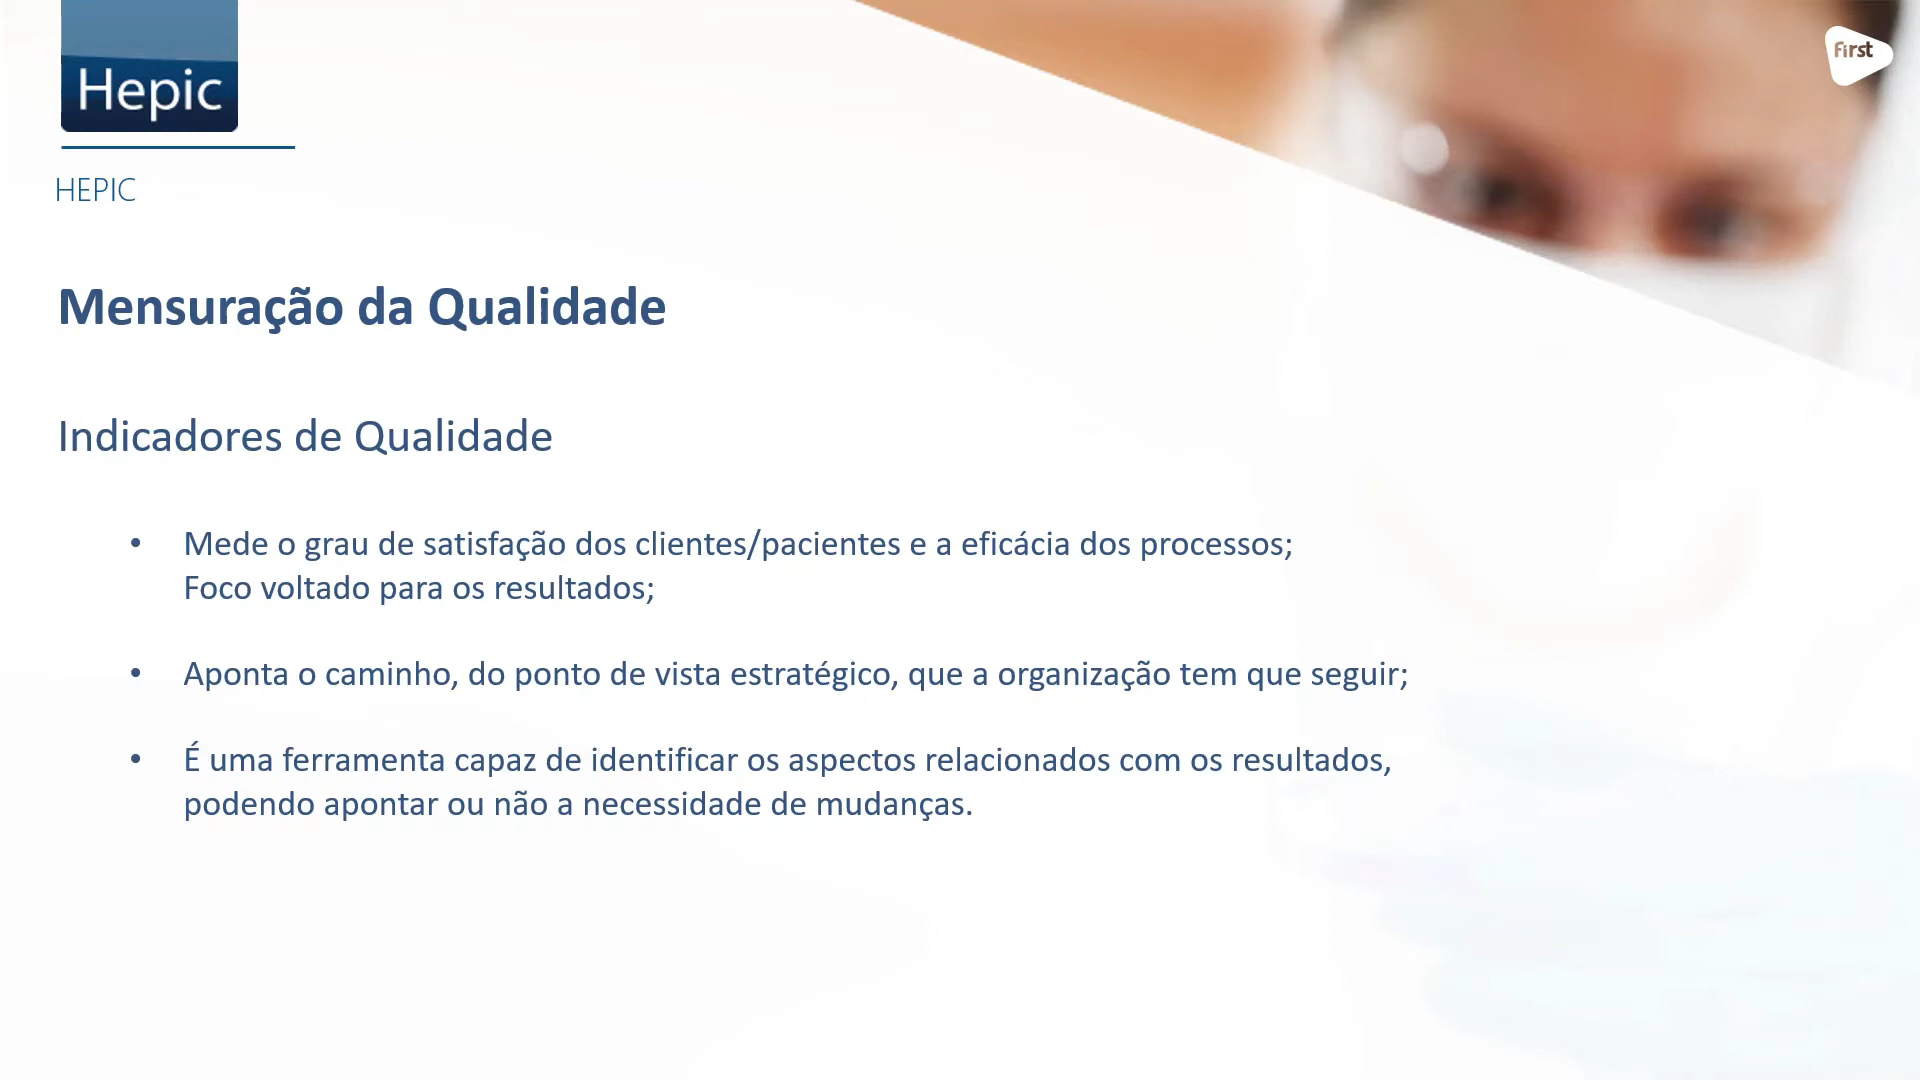 First
Hepic
HEPIC
Mensuração da Qualidade
Indicadores de Qualidade
• Mede o grau de satisfação dos clientes/pacientes e a eficácia dos processos;
Foco voltado para os resultados;
• Aponta o caminho, do ponto de vista estratégico, que a organização tem que seguir;
• É uma ferramenta capaz de identificar os aspectos relacionados com os resultados,
podendo apontar ou não a necessidade de mudanças.